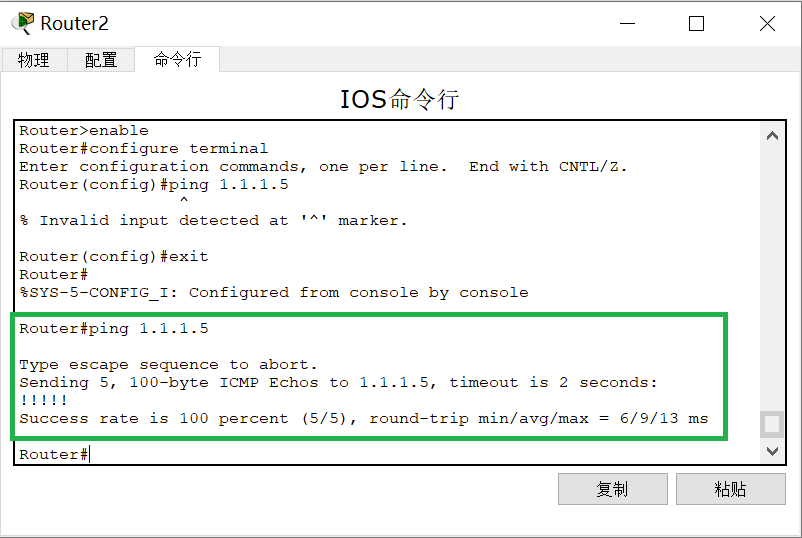 Router2
物理 配置 命令行
IOS命令行
Router>enable
Router#configure terminal
Enter configuration commands, one per line.  End with CNTL/Z.
Router(config)#ping 1.1.1.5
^
% Invalid input detected at '^' marker.
Router(config)#exit
Router#
%SYS-5-CONFIG_I: Configured from console by console
Router#ping 1.1.1.5
Type escape sequence to abort.
Sending 5, 100-byte ICMP Echos to 1.1.1.5, timeout is 2 seconds:
!!!!!
Success rate is 100 percent (5/5), round-trip min/avg/max = 6/9/13 ms
Router#
复制 粘贴